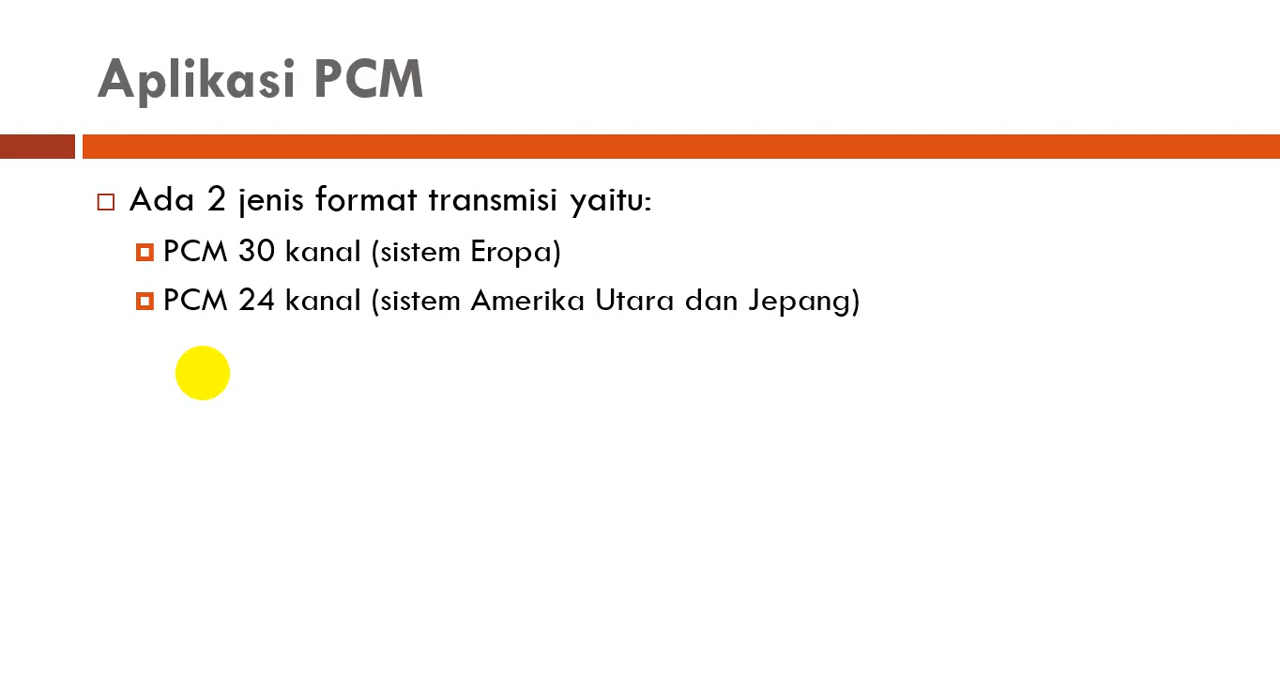 Aplikasi PCM
Ada 2 jenis format transmisi yaitu:
PCM 30 kanal (sistem Eropa)
PCM 24 kanal (sistem Amerika Utara dan Jepang)